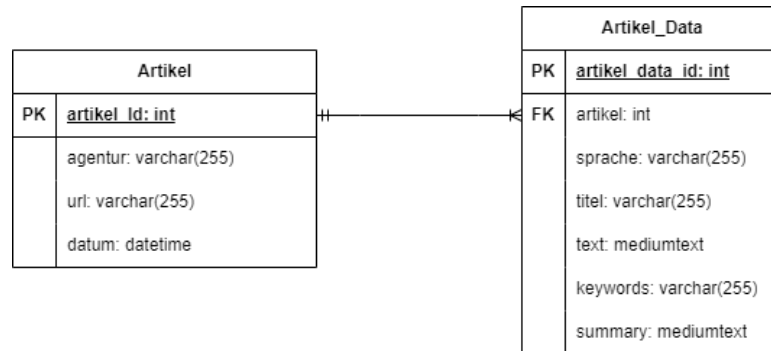 Artikel
PK artikel_Id: int
agentur: varchar(255)
url: varchar(255)
datum: datetime
Artikel_Data
PK artikel_data_id: int
FK artikel: int
sprache: varchar(255)
titel: varchar(255)
text: mediumtext
keywords: varchar(255)
summary: mediumtext